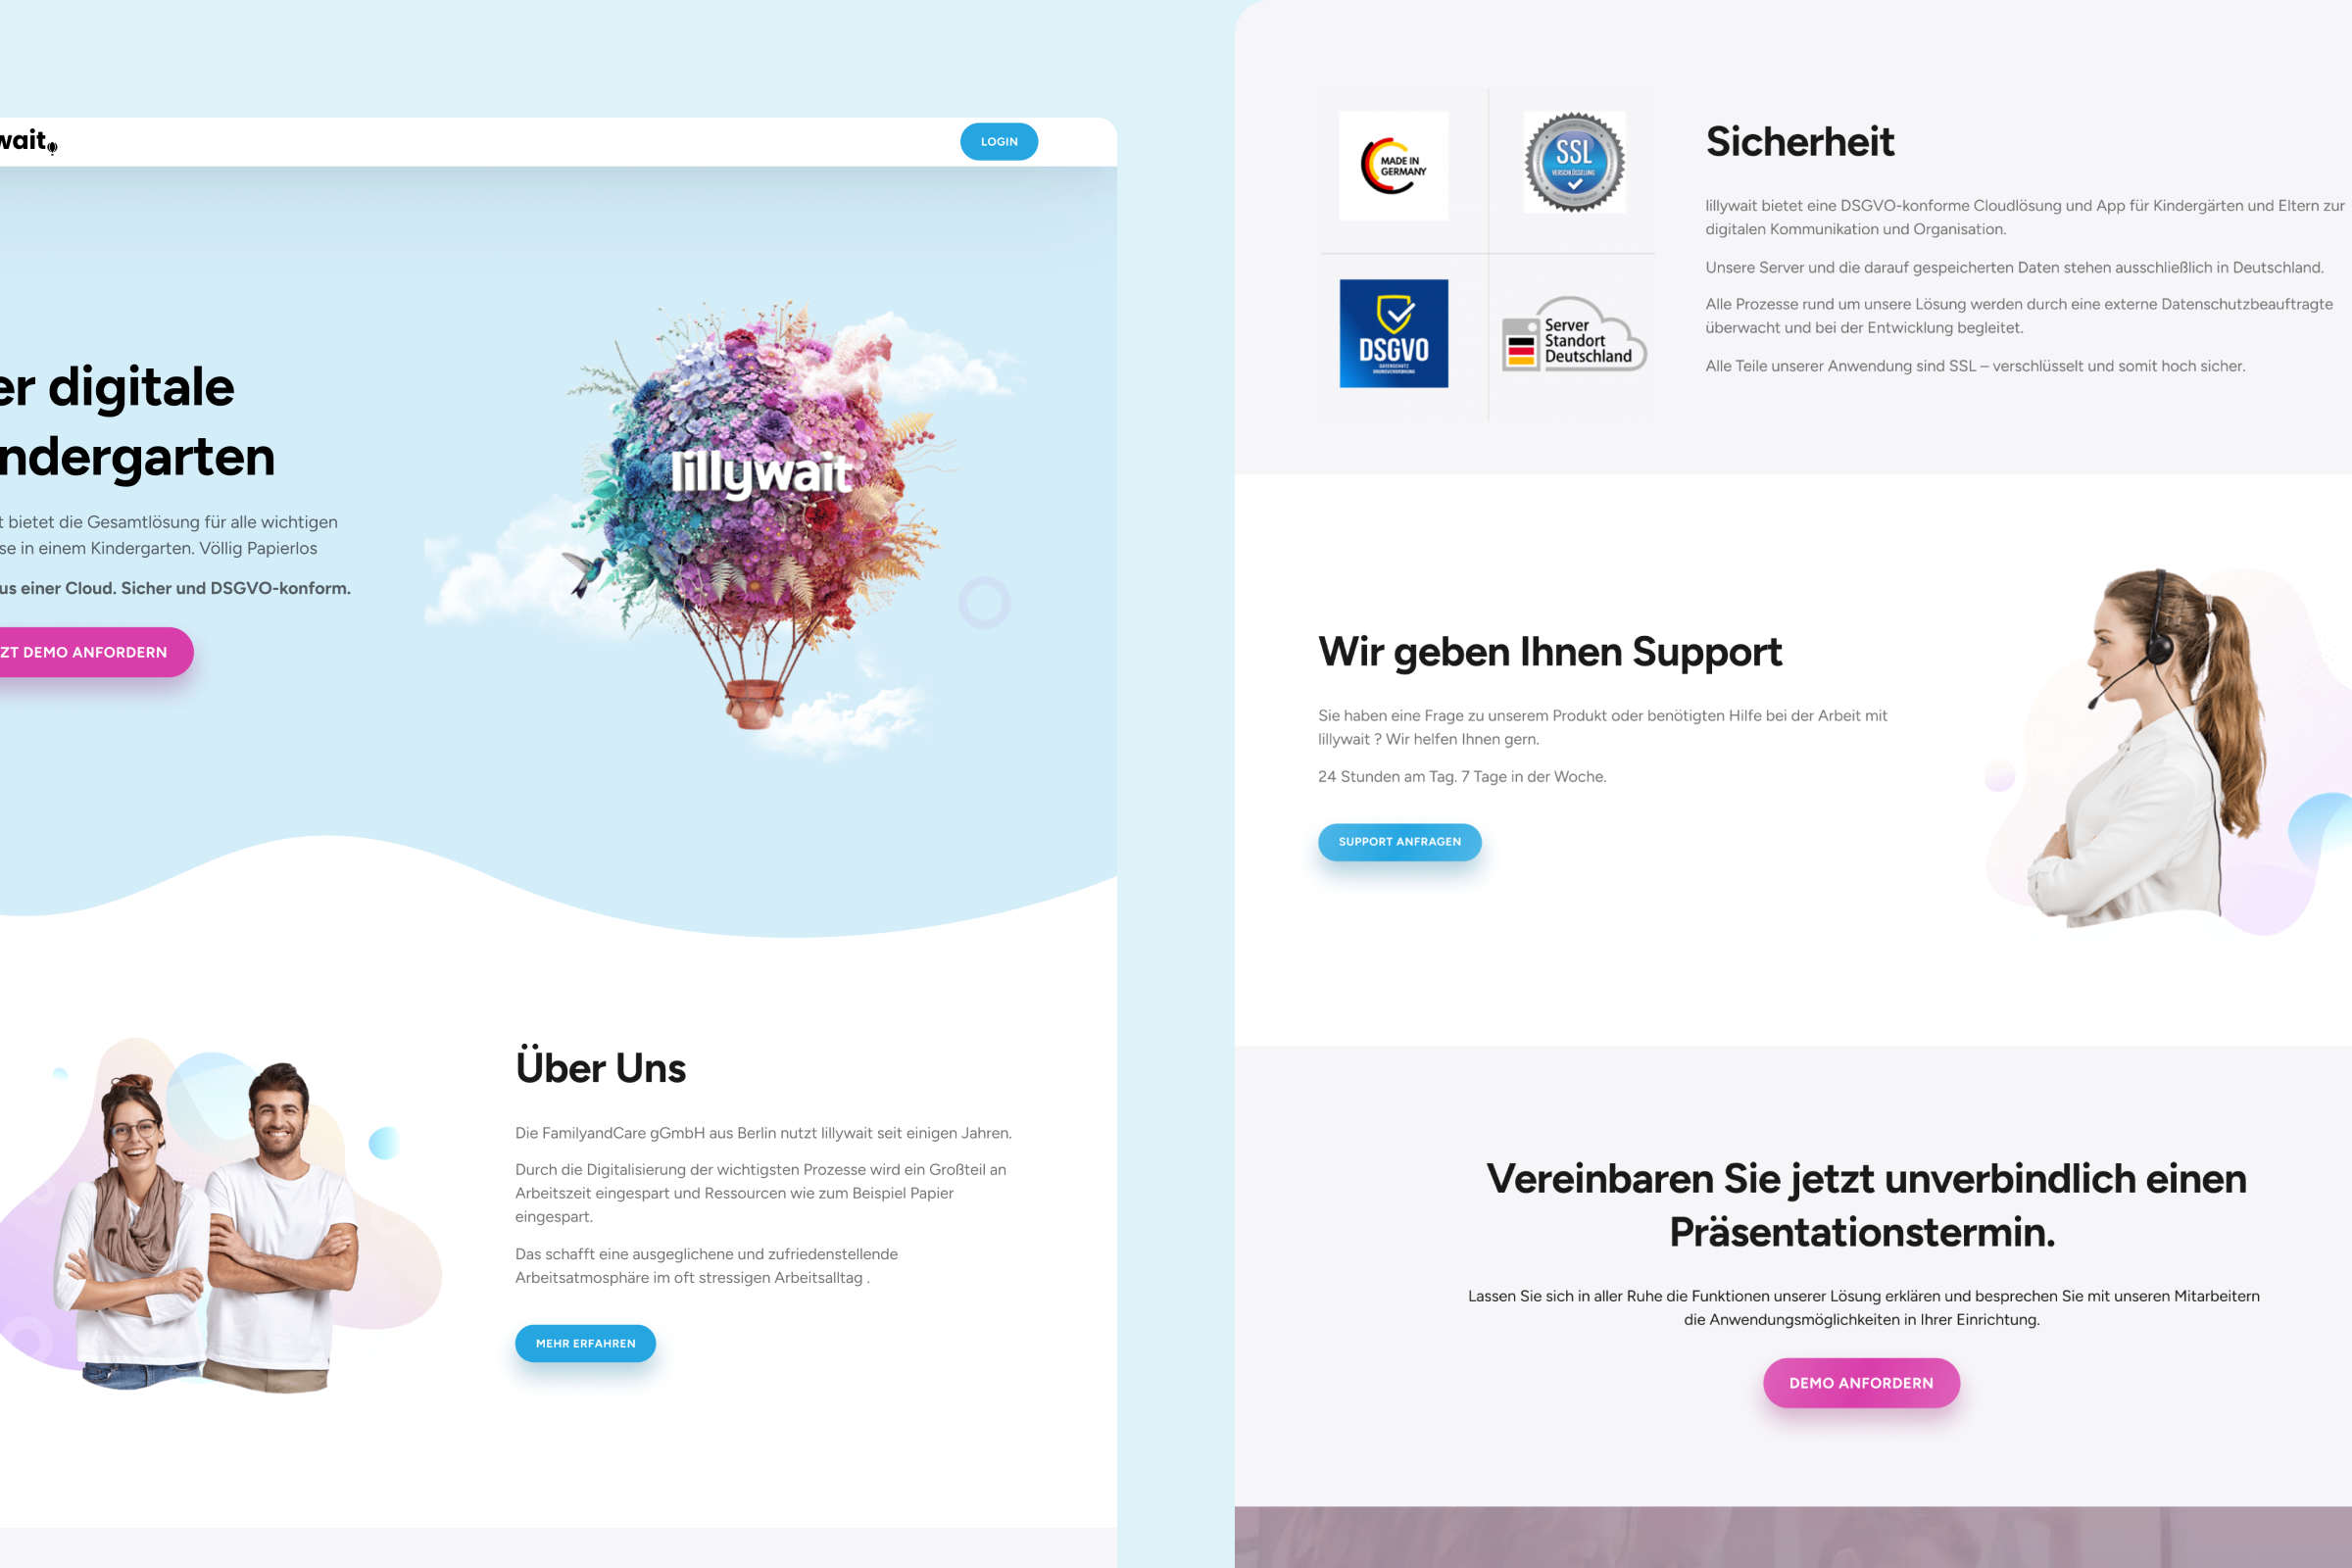 wait
LOGIN
er digitale
ndergarten
t bietet die Gesamtlösung für alle wichtigen
se in einem Kindergarten. Völlig Papierlos
us einer Cloud. Sicher und DSGVO-konform.
ZT DEMO ANFORDERN
lillywait
Über Uns
Die FamilyandCare gGmbH aus Berlin nutzt lillywait seit einigen Jahren.
Durch die Digitalisierung der wichtigsten Prozesse wird ein Großteil an
Arbeitszeit eingespart und Ressourcen wie zum Beispiel Papier
eingespart.
Das schafft eine ausgeglichene und zufriedenstellende
Arbeitsatmosphäre im oft stressigen Arbeitsalltag .
MEHR ERFAHREN
MADE IN
GERMANY
SSL
VERSCHLÜSSELUNG
DSGVO
DATENSCHUTZ
GRUNDVERORDNUNG
Server
Standort
Deutschland
Sicherheit
lillywait bietet eine DSGVO-konforme Cloudlösung und App für Kindergärten und Eltern zur
digitalen Kommunikation und Organisation.
Unsere Server und die darauf gespeicherten Daten stehen ausschließlich in Deutschland.
Alle Prozesse rund um unsere Lösung werden durch eine externe Datenschutzbeauftragte
überwacht und bei der Entwicklung begleitet.
Alle Teile unserer Anwendung sind SSL – verschlüsselt und somit hoch sicher.
Wir geben Ihnen Support
Sie haben eine Frage zu unserem Produkt oder benötigten Hilfe bei der Arbeit mit
lillywait ? Wir helfen Ihnen gern.
24 Stunden am Tag. 7 Tage in der Woche.
SUPPORT ANFRAGEN
Vereinbaren Sie jetzt unverbindlich einen
Präsentationstermin.
Lassen Sie sich in aller Ruhe die Funktionen unserer Lösung erklären und besprechen Sie mit unseren Mitarbeitern
die Anwendungsmöglichkeiten in Ihrer Einrichtung.
DEMO ANFORDERN